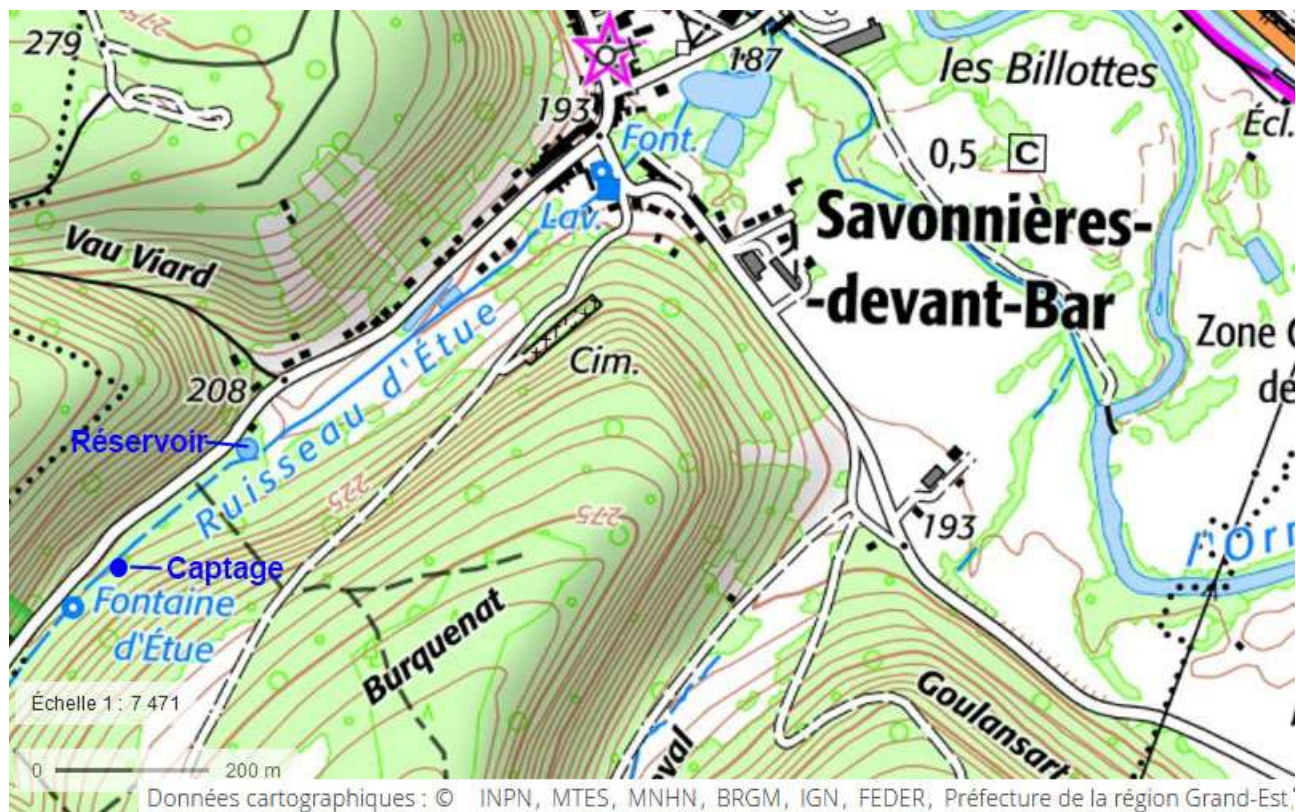 279
275
187
les Billottes
193
Font.
Écl.
0,5 C
Lav.
Savonnières-
-devant-Bar
Vau Viard
Zone
Cim.
208
Ruisseau d'Étue
Réservoir
225
275
193
l'Orn
Captage
Fontaine
d'Étue
Burquenat
Goulansart
Échelle 1 : 7 471
0 200 m
Données cartographiques : © INPN, MTES, MNHN, BRGM, IGN, FEDER, Préfecture de la région Grand-Est